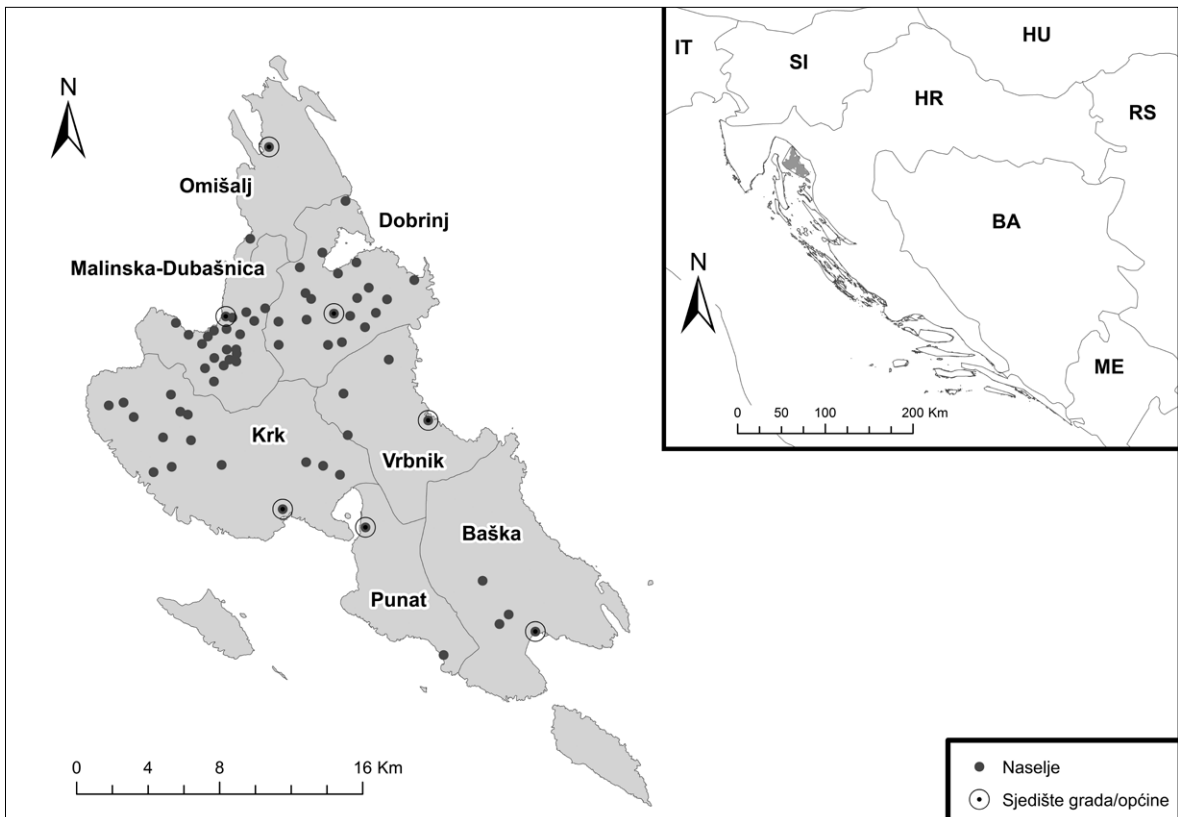 N
Omišalj
Dobrinj
Malinska-Dubašnica
Krk
Vrbnik
Baška
Punat
0 4 8 16 Km
IT
SI
HU
HR
RS
BA
ME
N
0 50 100 200 Km
Naselje
Sjedište grada/općine